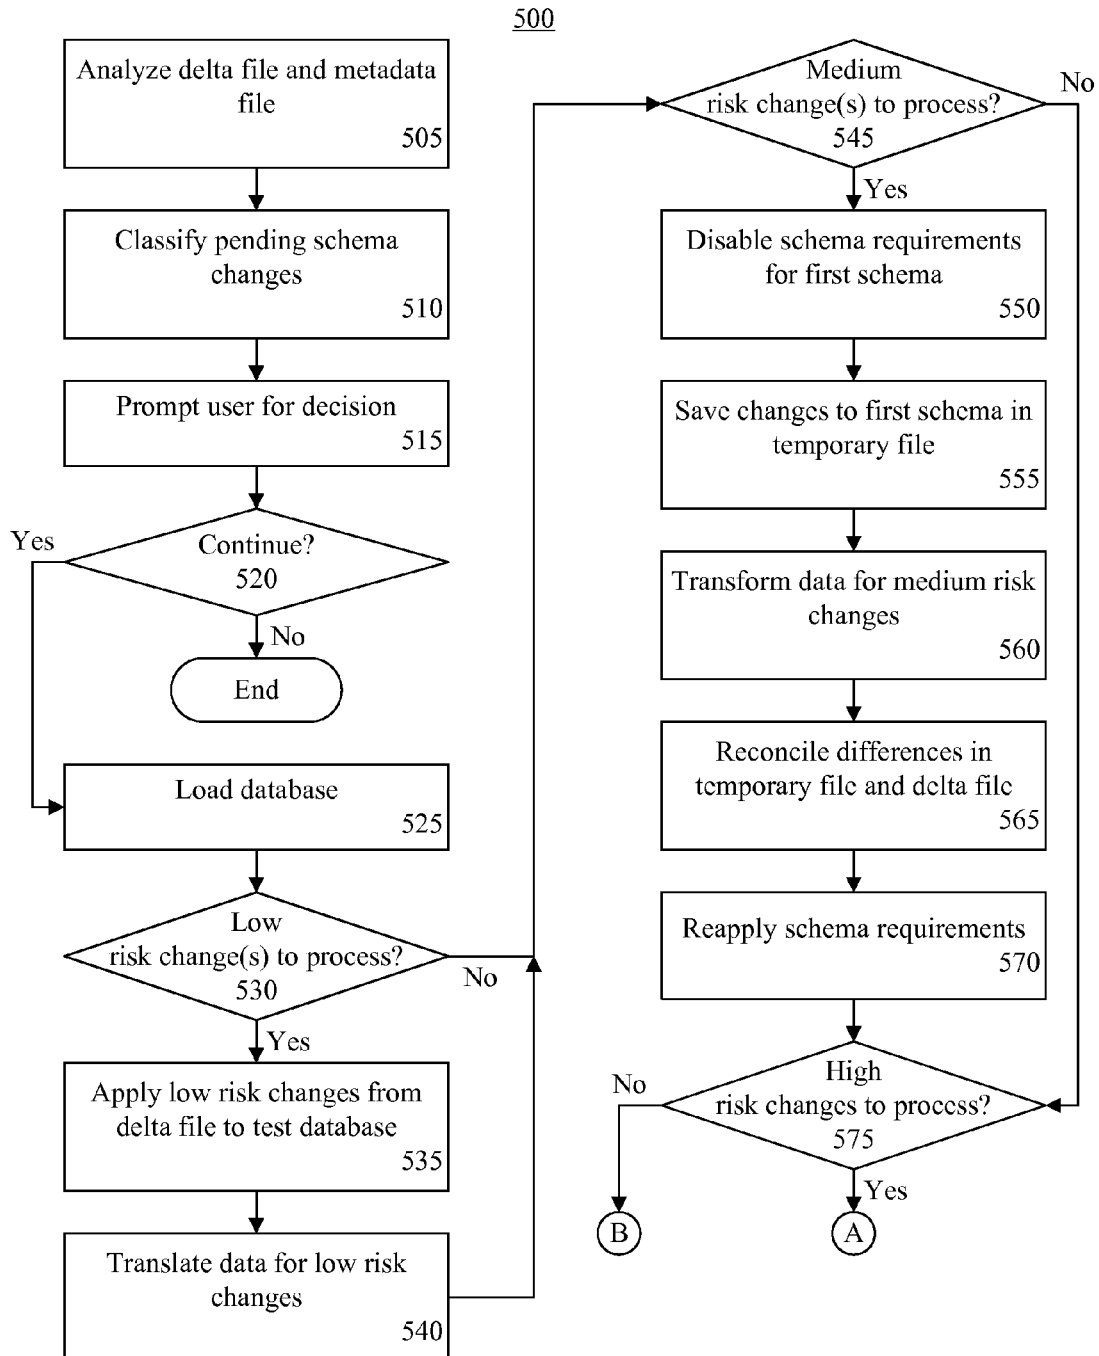 500
Analyze delta file and metadata
file
505
Classify pending schema
changes
510
Prompt user for decision
515
Yes
Continue?
520
No
End
Load database
525
Low
risk change(s) to process?
530
No
Yes
Apply low risk changes from
delta file to test database
535
Translate data for low risk
changes
540
Medium
risk change(s) to process?
545
No
Yes
Disable schema requirements
for first schema
550
Save changes to first schema in
temporary file
555
Transform data for medium risk
changes
560
Reconcile differences in
temporary file and delta file
565
Reapply schema requirements
570
High
risk changes to process?
575
No
Yes
B
A